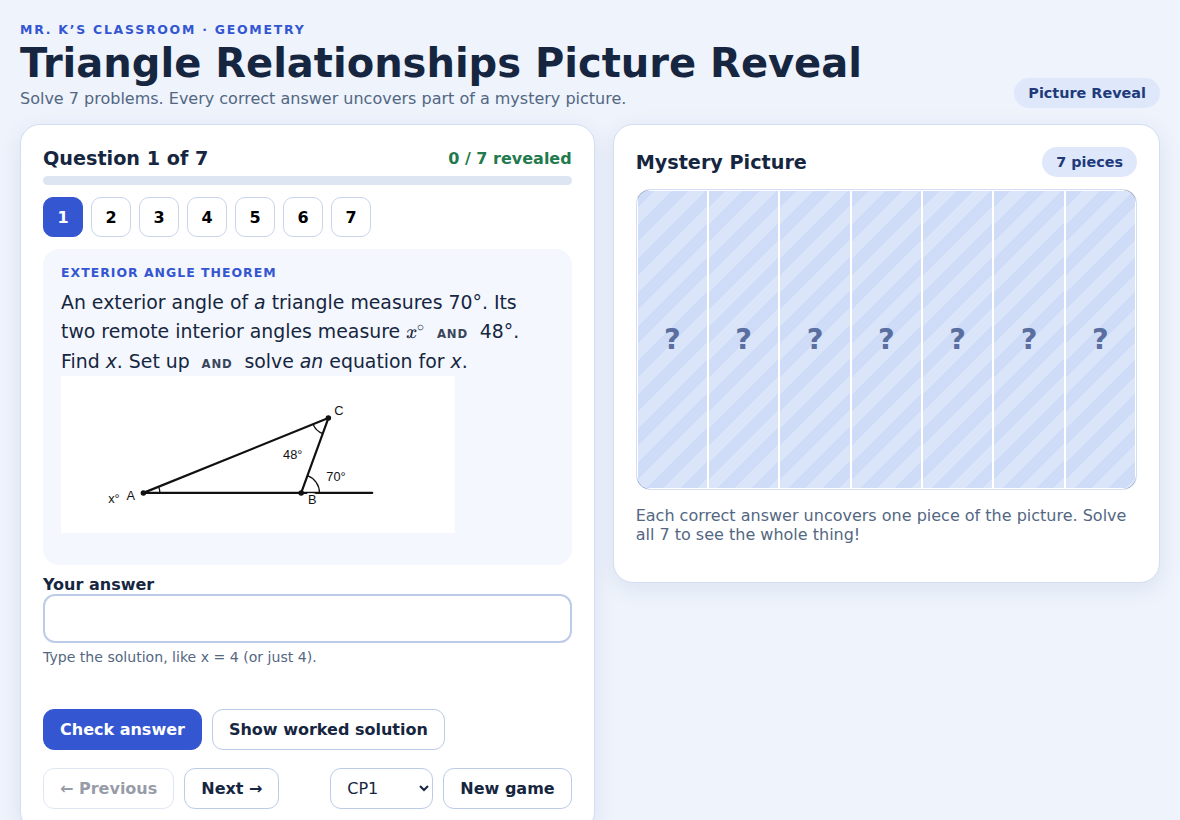 MR. K'S CLASSROOM · GEOMETRY
Triangle Relationships Picture Reveal
Solve 7 problems. Every correct answer uncovers part of a mystery picture.
Picture Reveal
Question 1 of 7
0 / 7 revealed
1 2 3 4 5 6 7
EXTERIOR ANGLE THEOREM
An exterior angle of a triangle measures 70°. Its
two remote interior angles measure x° AND 48°.
Find x. Set up AND solve an equation for x.
C
48°
70°
x° A
B
Your answer
Type the solution, like x = 4 (or just 4).
Check answer
Show worked solution
← Previous
Next →
CP1
New game
Mystery Picture
7 pieces
? ? ? ? ? ? ?
Each correct answer uncovers one piece of the picture. Solve
all 7 to see the whole thing!